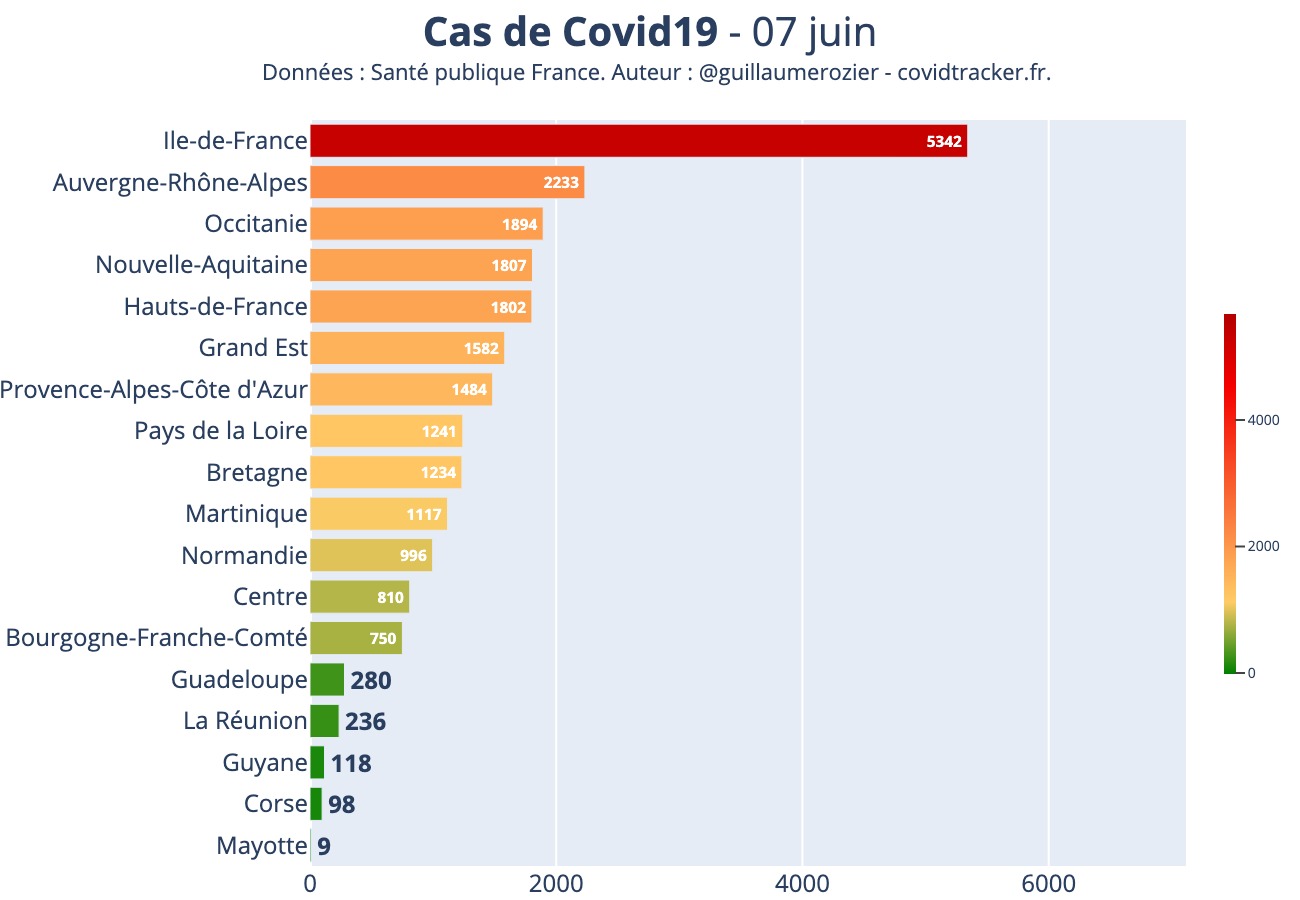 Cas de Covid19 - 07 juin
Données : Santé publique France. Auteur : @guillaumerozier - covidtracker.fr.
Ile-de-France 5342
Auvergne-Rhône-Alpes 2233
Occitanie 1894
Nouvelle-Aquitaine 1807
Hauts-de-France 1802
Grand Est 1582
Provence-Alpes-Côte d'Azur 1484
Pays de la Loire 1241
Bretagne 1234
Martinique 1117
Normandie 996
Centre 810
Bourgogne-Franche-Comté 750
Guadeloupe 280
La Réunion 236
Guyane 118
Corse 98
Mayotte 9
0 2000 4000 6000
4000
2000
0